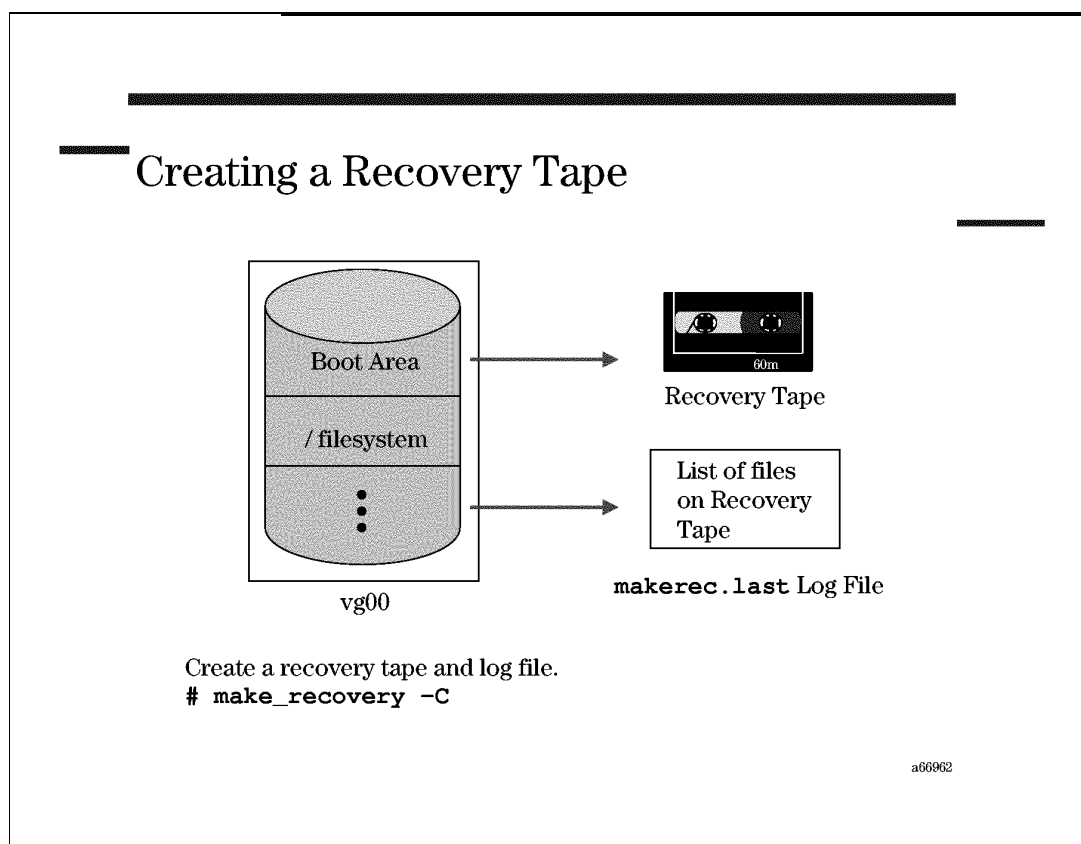 Creating a Recovery Tape
Boot Area
/ filesystem
vg00
60m
Recovery Tape
List of files
on Recovery
Tape
makerec.last Log File
Create a recovery tape and log file.
# make_recovery -C
a66962